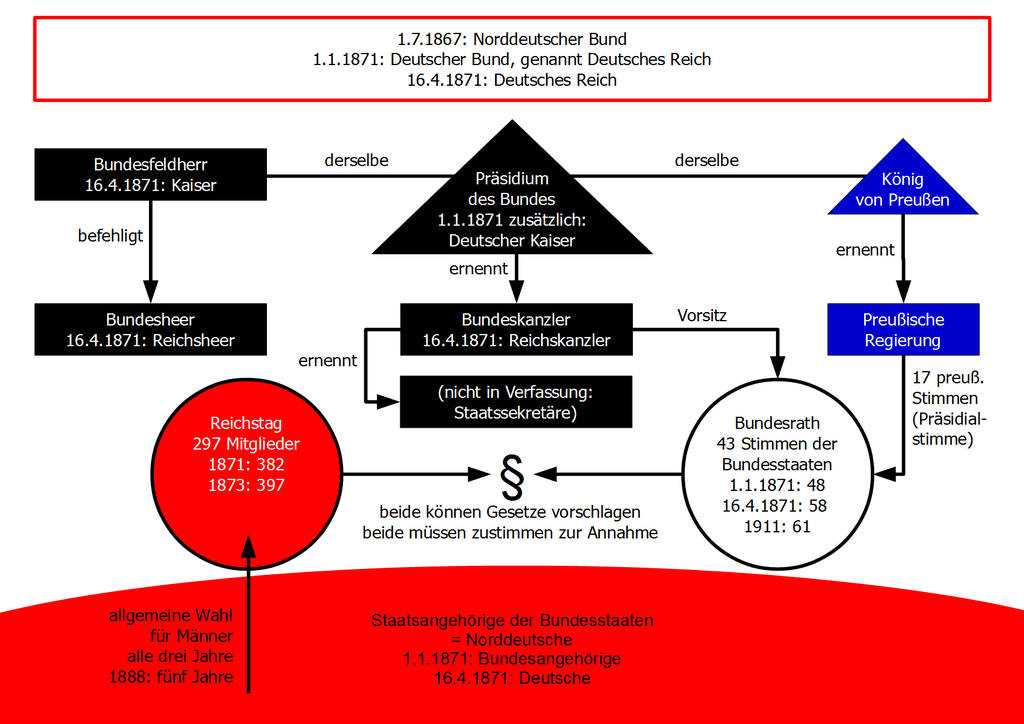 1.7.1867: Norddeutscher Bund
1.1.1871: Deutscher Bund, genannt Deutsches Reich
16.4.1871: Deutsches Reich
Bundesfeldherr
16.4.1871: Kaiser
derselbe
Präsidium
des Bundes
1.1.1871 zusätzlich:
Deutscher Kaiser
derselbe
König
von Preußen
befehligt
ernennt
ernennt
Bundesheer
16.4.1871: Reichsheer
Bundeskanzler
16.4.1871: Reichskanzler
Vorsitz
Preußische
Regierung
ernennt
(nicht in Verfassung:
Staatssekretäre)
17 preuß.
Stimmen
(Präsidial-
stimme)
Reichstag
297 Mitglieder
1871: 382
1873: 397
§
Bundesrath
43 Stimmen der
Bundesstaaten
1.1.1871: 48
16.4.1871: 58
1911: 61
beide können Gesetze vorschlagen
beide müssen zustimmen zur Annahme
allgemeine Wahl
für Männer
alle drei Jahre
1888: fünf Jahre
Staatsangehörige der Bundesstaaten
= Norddeutsche
1.1.1871: Bundesangehörige
16.4.1871: Deutsche